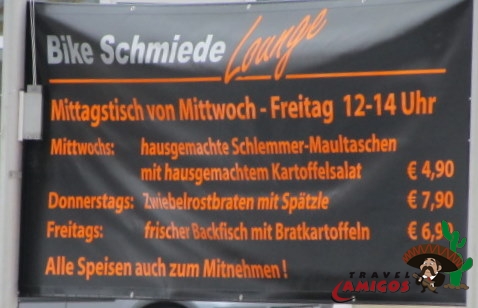 Bike Schmiede Lounge
Mittagstisch von Mittwoch - Freitag 12-14 Uhr
Mittwochs: hausgemachte Schlemmer-Maultaschen
mit hausgemachtem Kartoffelsalat € 4,90
Donnerstags: Zwiebelrostbraten mit Spätzle € 7,90
Freitags: frischer Backfisch mit Bratkartoffeln € 6,9
Alle Speisen auch zum Mitnehmen !
TRAVEL
AMIGOS